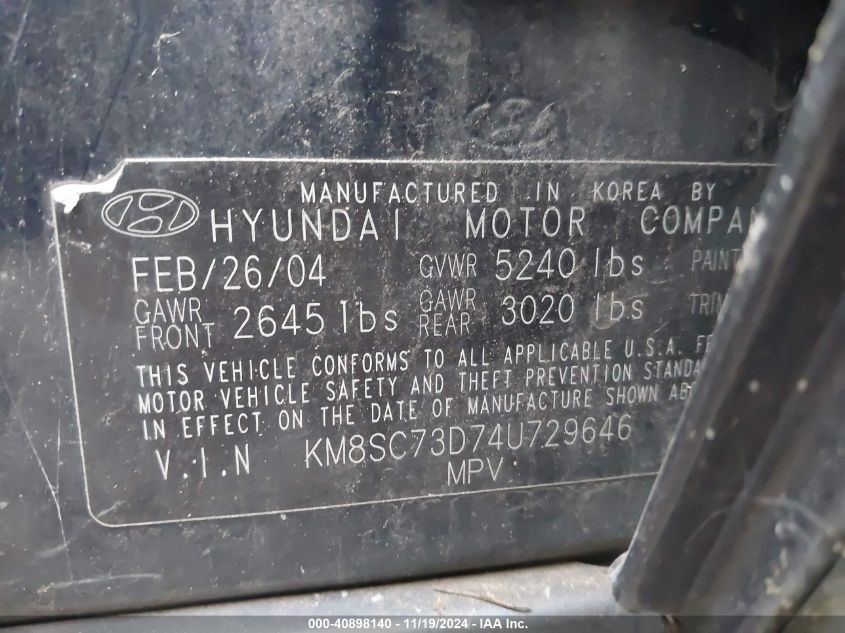 MANUFACTURED IN KOREA BY
HYUNDAI MOTOR COMPAN
FEB/26/04 GVWR 5240 lbs PAINT
GAWR FRONT 2645 lbs GAWR REAR 3020 lbs TRIM
THIS VEHICLE CONFORMS TO ALL APPLICABLE U.S.A. FE
MOTOR VEHICLE SAFETY AND THEFT PREVENTION STANDA
IN EFFECT ON THE DATE OF MANUFACTURE SHOWN AB
V.I.N KM8SC73D74U729646
MPV
000-40898140 - 11/19/2024 - IAA Inc.